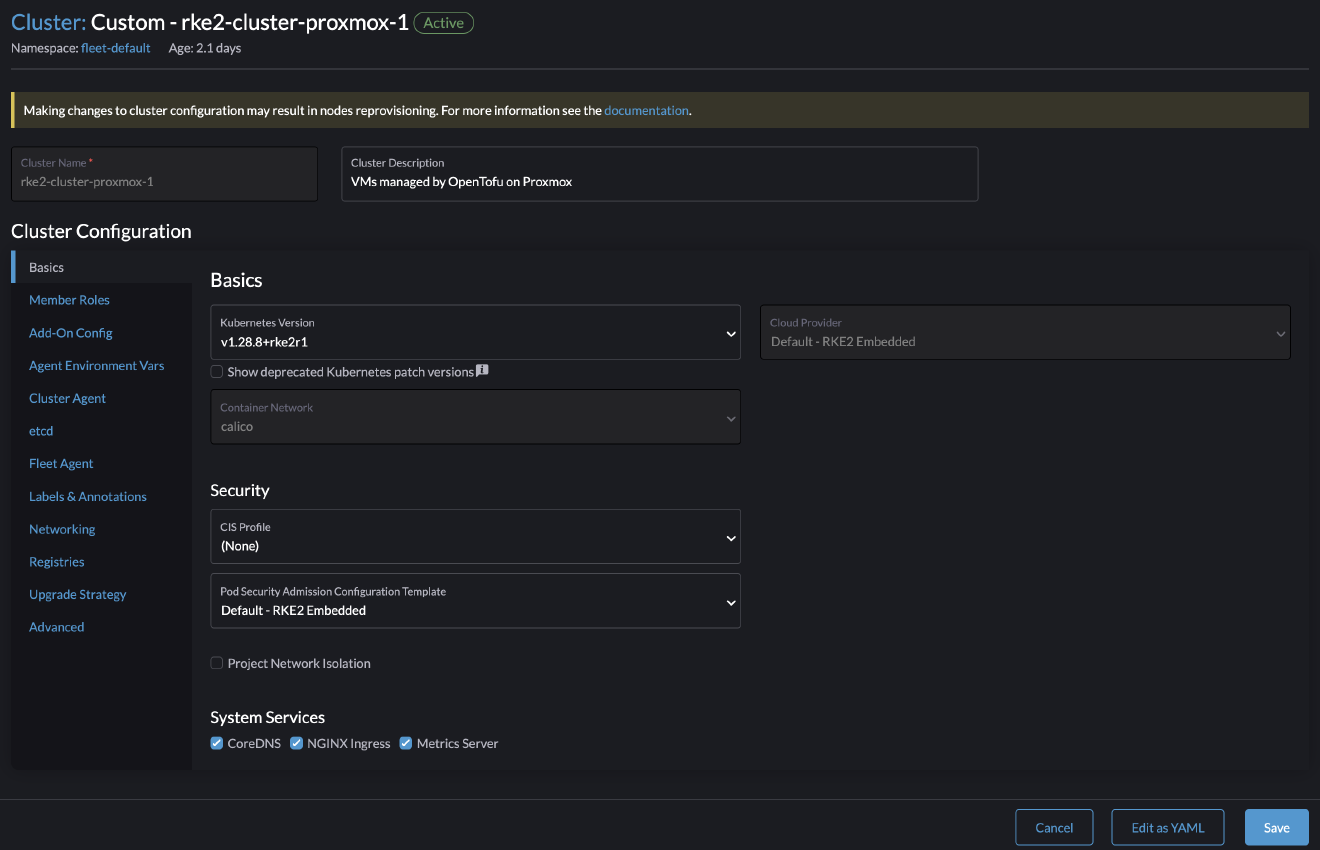 Cluster: Custom - rke2-cluster-proxmox-1 Active
Namespace: fleet-default Age: 2.1 days
Making changes to cluster configuration may result in nodes reprovisioning. For more information see the documentation.
Cluster Name *
rke2-cluster-proxmox-1
Cluster Description
VMs managed by OpenTofu on Proxmox
Cluster Configuration
Basics
Member Roles
Add-On Config
Agent Environment Vars
Cluster Agent
etcd
Fleet Agent
Labels & Annotations
Networking
Registries
Upgrade Strategy
Advanced
Basics
Kubernetes Version
v1.28.8+rke2r1
Cloud Provider
Default - RKE2 Embedded
Show deprecated Kubernetes patch versions
Container Network
calico
Security
CIS Profile
(None)
Pod Security Admission Configuration Template
Default - RKE2 Embedded
Project Network Isolation
System Services
CoreDNS NGINX Ingress Metrics Server
Cancel Edit as YAML Save